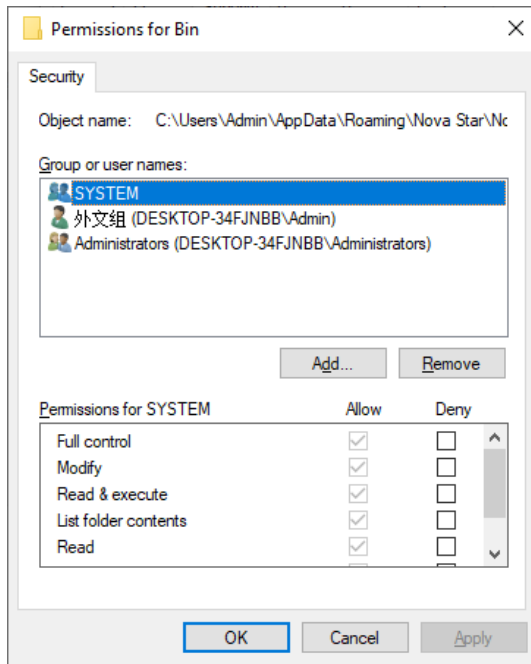 Permissions for Bin
Security
Object name: C:\Users\Admin\AppData\Roaming\Nova Star\Nc
Group or user names:
SYSTEM
外文组 (DESKTOP-34FJNBB\Admin)
Administrators (DESKTOP-34FJNBB\Administrators)
Add... Remove
Permissions for SYSTEM Allow Deny
Full control
Modify
Read & execute
List folder contents
Read
OK Cancel Apply